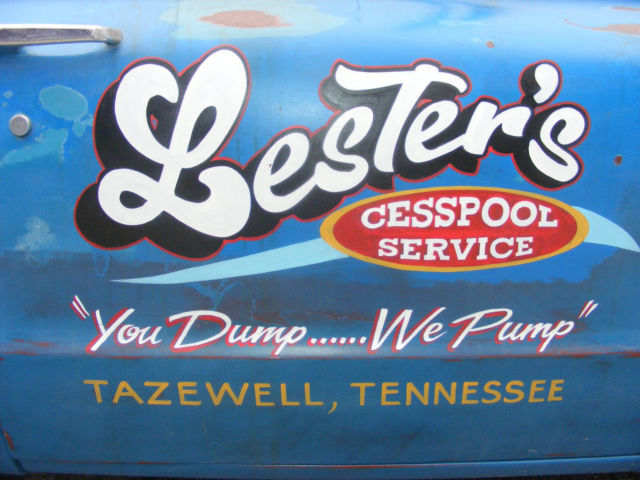 Lester's
CESSPOOL
SERVICE
"You Dump......We Pump"
TAZEWELL, TENNESSEE